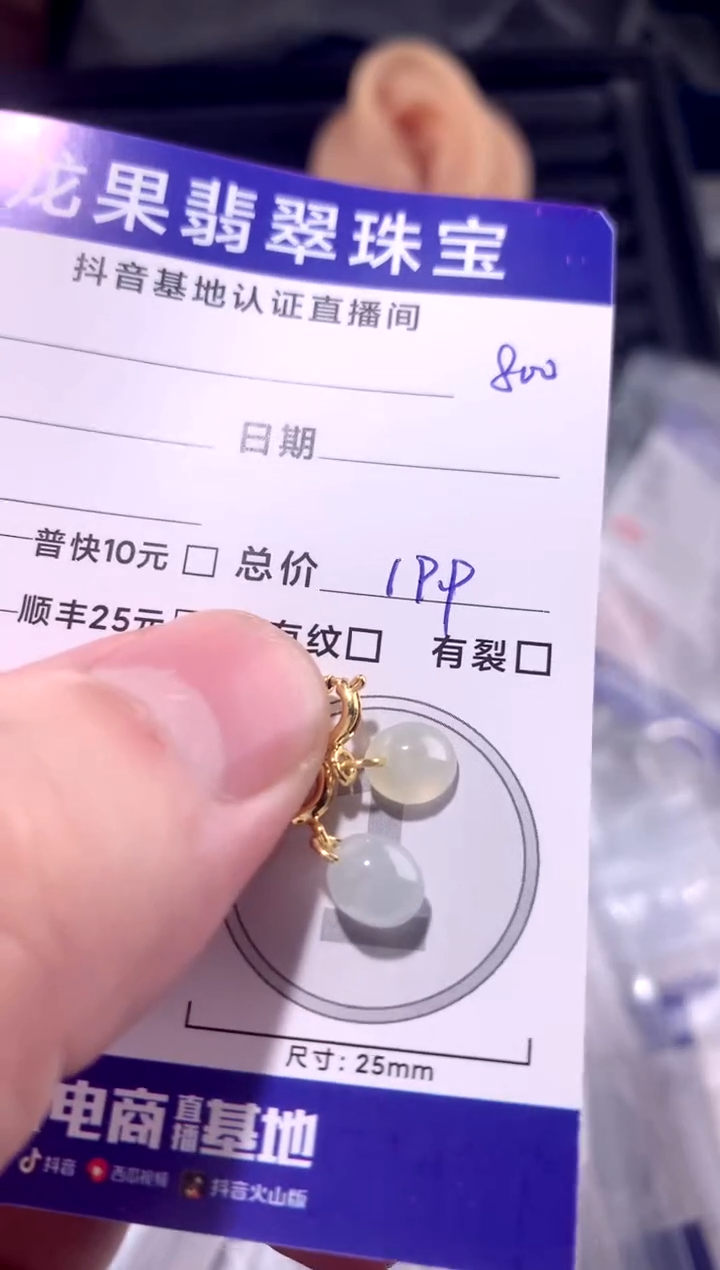 龙果翡翠珠宝
抖音基地认证直播间
800
日期
普快10元 □ 总价 1PP
顺丰25元 有纹□ 有裂□
尺寸：25mm
电商直播基地
抖音 西瓜视频 抖音火山版